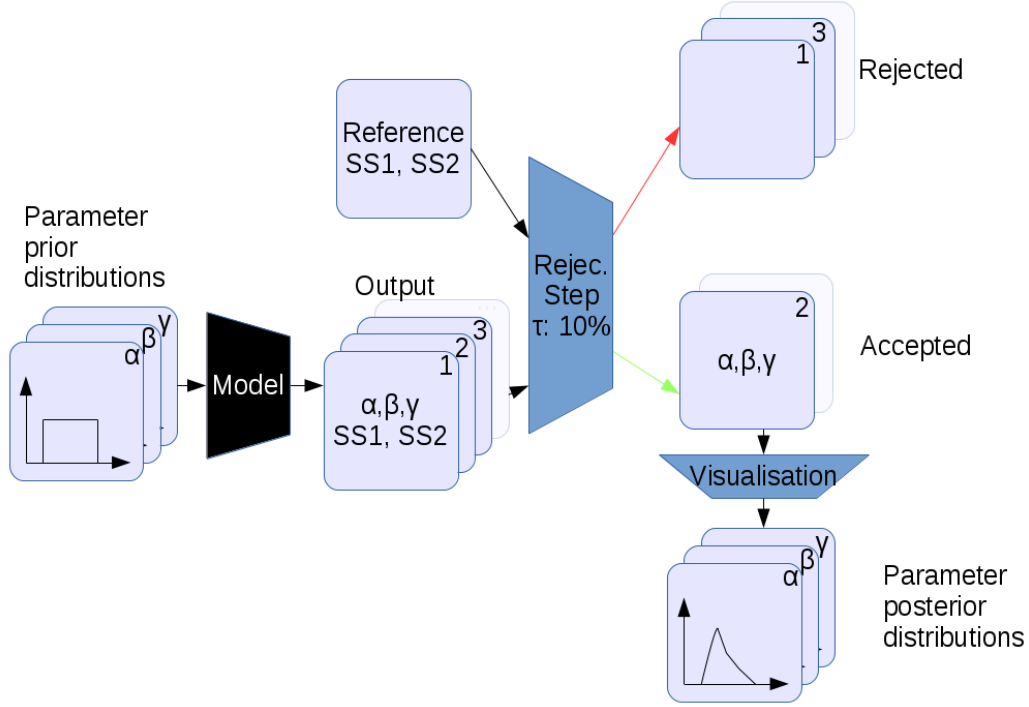 Parameter
prior
distributions
α
β
γ
Model
Reference
SS1, SS2
Output
1
2
3
...
α,β,γ
SS1, SS2
Rejec.
Step
τ: 10%
1
3
Rejected
2
α,β,γ
Accepted
Visualisation
α
β
γ
Parameter
posterior
distributions